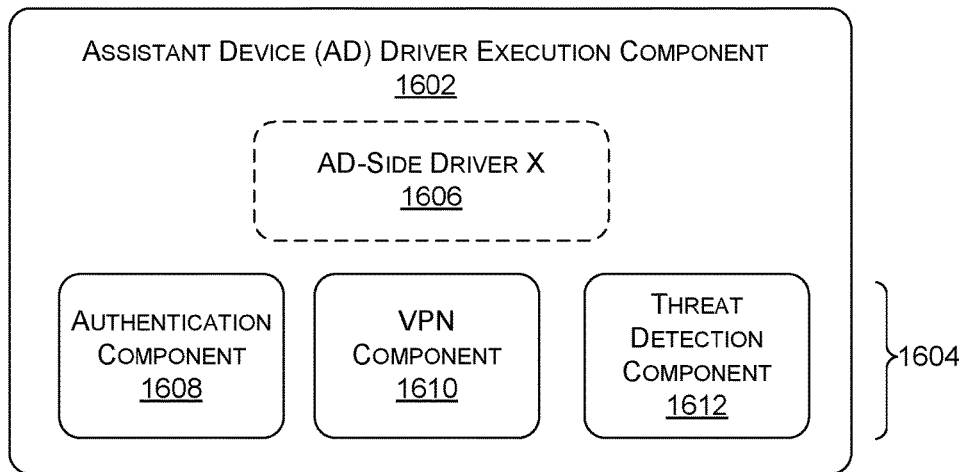 ASSISTANT DEVICE (AD) DRIVER EXECUTION COMPONENT
1602
AD-SIDE DRIVER X
1606
AUTHENTICATION
COMPONENT
1608
VPN
COMPONENT
1610
THREAT
DETECTION
COMPONENT
1612
1604